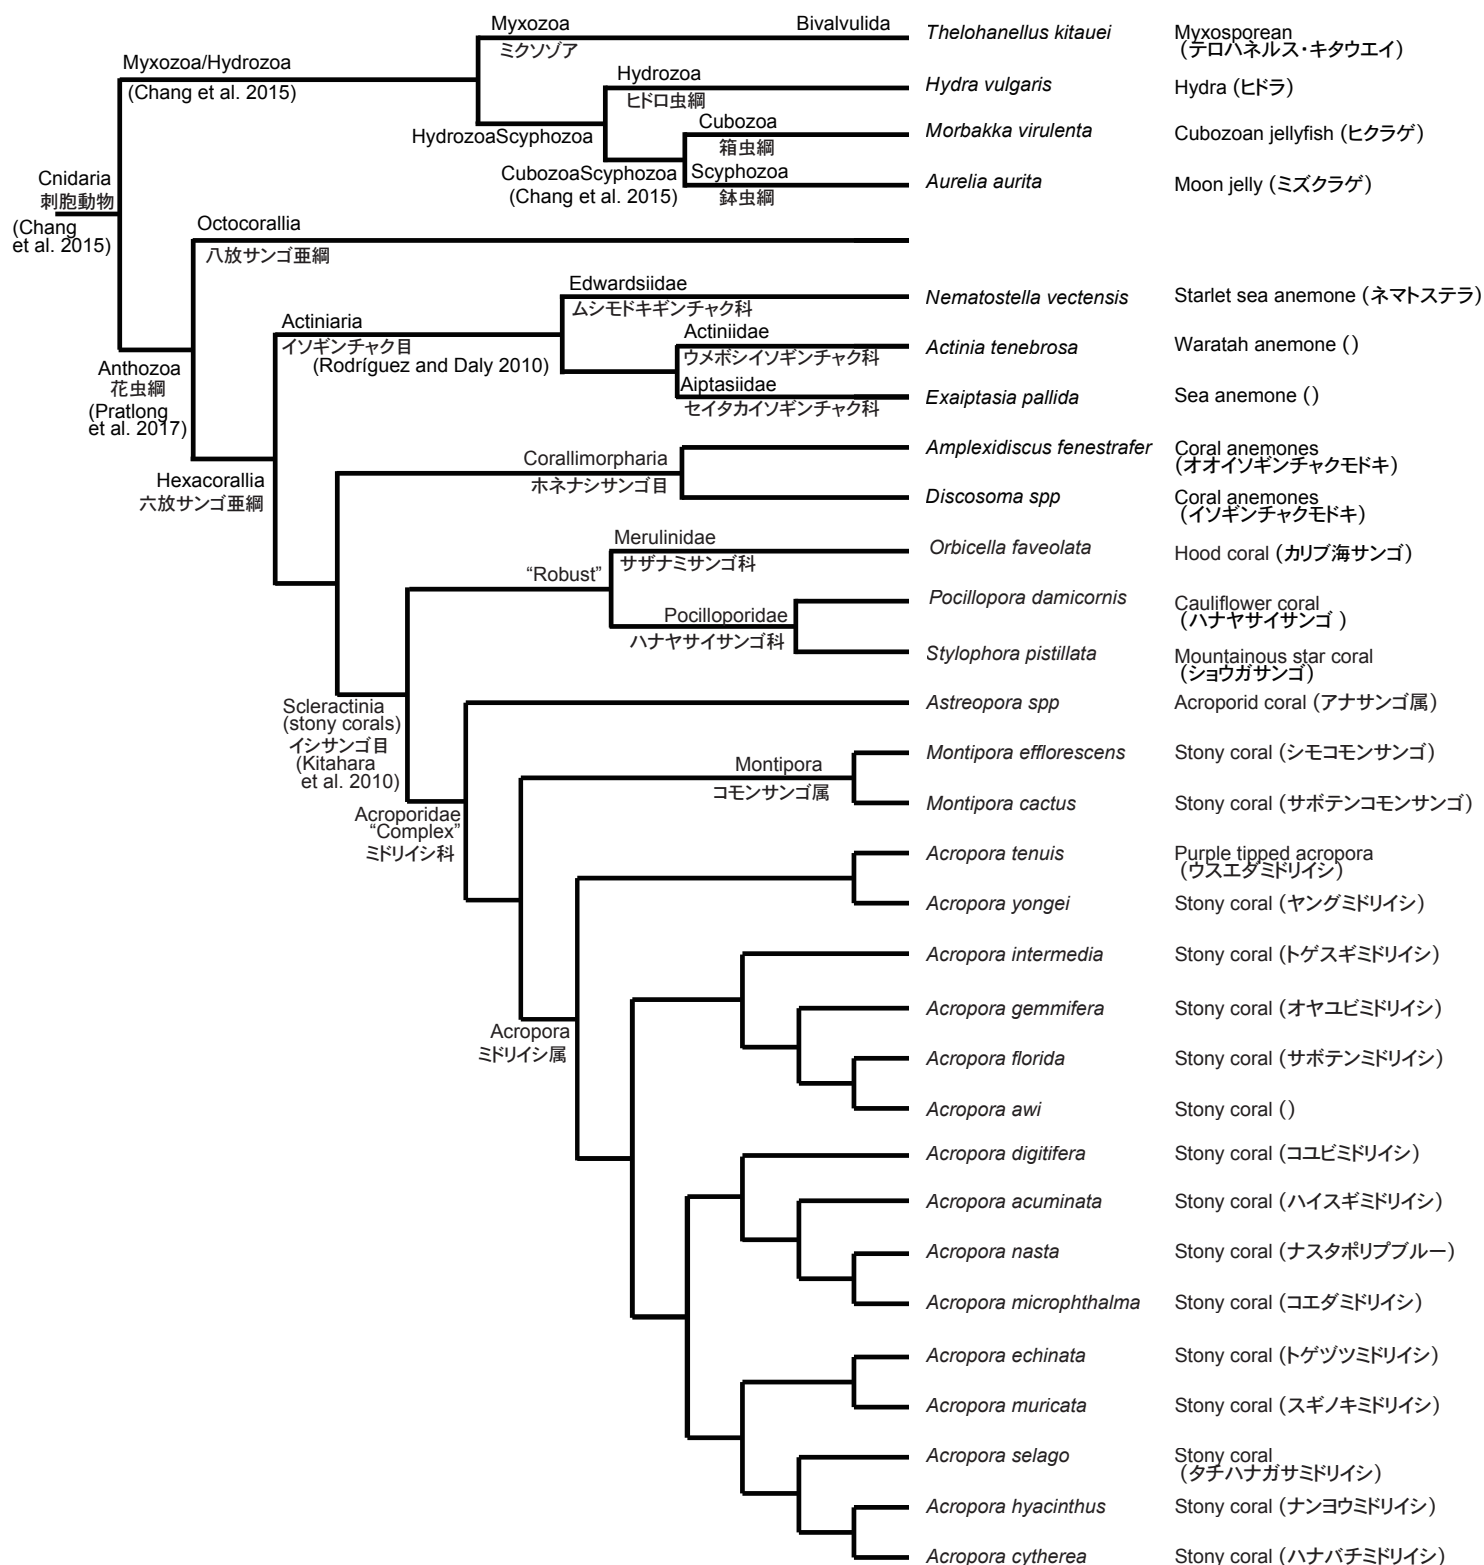 Myxozoa
ミクソゾア
Bivalvulida
Thelohanellus kitauei
Myxosporean
(テロハネルス・キタウエイ)
Myxozoa/Hydrozoa
(Chang et al. 2015)
Hydrozoa
ヒドロ虫綱
Hydra vulgaris
Hydra (ヒドラ)
HydrozoaScyphozoa
Cubozoa
箱虫綱
Morbakka virulenta
Cubozoan jellyfish (ヒクラゲ)
CubozoaScyphozoa
(Chang et al. 2015)
Scyphozoa
鉢虫綱
Aurelia aurita
Moon jelly (ミズクラゲ)
Cnidaria
刺胞動物
(Chang
et al. 2015)
Octocorallia
八放サンゴ亜綱
Edwardsiidae
ムシモドキギンチャク科
Nematostella vectensis
Starlet sea anemone (ネマトステラ)
Actiniaria
イソギンチャク目
(Rodríguez and Daly 2010)
Actiniidae
ウメボシイソギンチャク科
Actinia tenebrosa
Waratah anemone ()
Anthozoa
花虫綱
(Pratlong
et al. 2017)
Aiptasiidae
セイタカイソギンチャク科
Exaiptasia pallida
Sea anemone ()
Hexacorallia
六放サンゴ亜綱
Corallimorpharia
ホネナシサンゴ目
Amplexidiscus fenestrafer
Coral anemones
(オオイソギンチャクモドキ)
Discosoma spp
Coral anemones
(イソギンチャクモドキ)
“Robust”
Merulinidae
サザナミサンゴ科
Orbicella faveolata
Hood coral (カリブ海サンゴ)
Pocilloporidae
ハナヤサイサンゴ科
Pocillopora damicornis
Cauliflower coral
(ハナヤサイサンゴ )
Stylophora pistillata
Mountainous star coral
(ショウガサンゴ)
Scleractinia
(stony corals)
イシサンゴ目
(Kitahara
et al. 2010)
Astreopora spp
Acroporid coral (アナサンゴ属)
Montipora
コモンサンゴ属
Montipora efflorescens
Stony coral (シモコモンサンゴ)
Montipora cactus
Stony coral (サボテンコモンサンゴ)
Acroporidae
“Complex”
ミドリイシ科
Acropora tenuis
Purple tipped acropora
(ウスエダミドリイシ)
Acropora yongei
Stony coral (ヤングミドリイシ)
Acropora intermedia
Stony coral (トゲスギミドリイシ)
Acropora
ミドリイシ属
Acropora gemmifera
Stony coral (オヤユビミドリイシ)
Acropora florida
Stony coral (サボテンミドリイシ)
Acropora awi
Stony coral ()
Acropora digitifera
Stony coral (コユビミドリイシ)
Acropora acuminata
Stony coral (ハイスギミドリイシ)
Acropora nasta
Stony coral (ナスタポリプブルー)
Acropora microphthalma
Stony coral (コエダミドリイシ)
Acropora echinata
Stony coral (トゲヅツミドリイシ)
Acropora muricata
Stony coral (スギノキミドリイシ)
Acropora selago
Stony coral
(タチハナガサミドリイシ)
Acropora hyacinthus
Stony coral (ナンヨウミドリイシ)
Acropora cytherea
Stony coral (ハナバチミドリイシ)